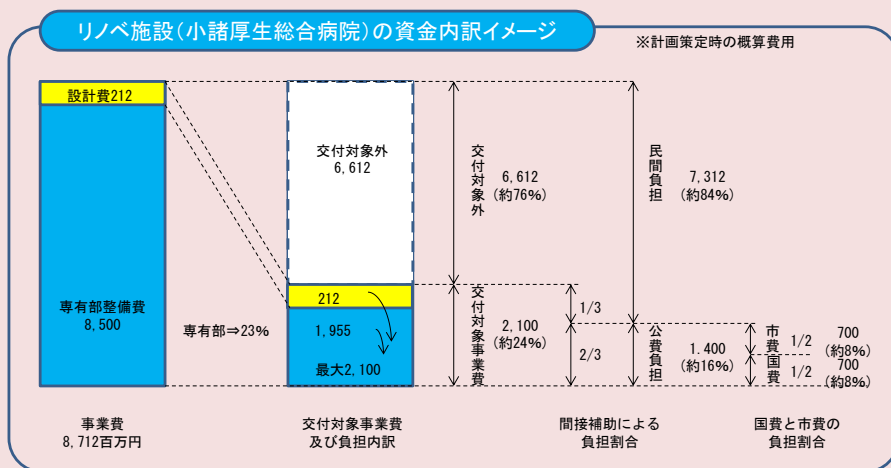 リノベ施設(小諸厚生総合病院)の資金内訳イメージ
※計画策定時の概算費用
設計費212
専有部整備費
8,500
専有部⇒23%
交付対象外
6,612
212
1,955
最大2,100
交付対象外
6,612
(約76%)
交付対象事業費
2,100
(約24%)
1/3
2/3
民間負担
7,312
(約84%)
公費負担
1.400
(約16%)
市費
1/2
700
(約8%)
国費
1/2
700
(約8%)
事業費
8,712百万円
交付対象事業費
及び負担内訳
間接補助による
負担割合
国費と市費の
負担割合